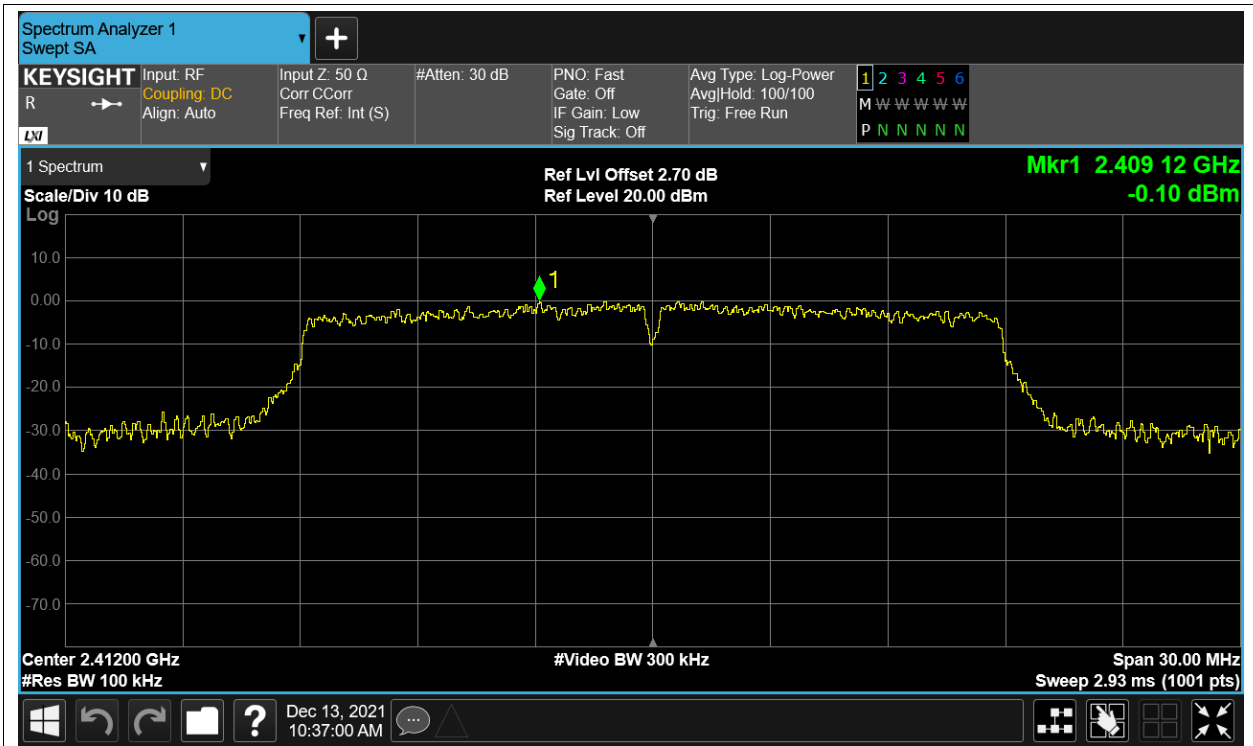 Spectrum Analyzer 1
Swept SA
KEYSIGHT
R
LXI
Input: RF
Coupling: DC
Align: Auto
Input Z: 50 Ω
Corr CCorr
Freq Ref: Int (S)
#Atten: 30 dB
PNO: Fast
Gate: Off
IF Gain: Low
Sig Track: Off
Avg Type: Log-Power
Avg|Hold: 100/100
Trig: Free Run
1 2 3 4 5 6
M W W W W W
P N N N N N
1 Spectrum
Scale/Div 10 dB
Log
Ref Lvl Offset 2.70 dB
Ref Level 20.00 dBm
Mkr1 2.409 12 GHz
-0.10 dBm
1
10.0
0.00
-10.0
-20.0
-30.0
-40.0
-50.0
-60.0
-70.0
Center 2.41200 GHz
#Res BW 100 kHz
#Video BW 300 kHz
Span 30.00 MHz
Sweep 2.93 ms (1001 pts)
?
Dec 13, 2021
10:37:00 AM